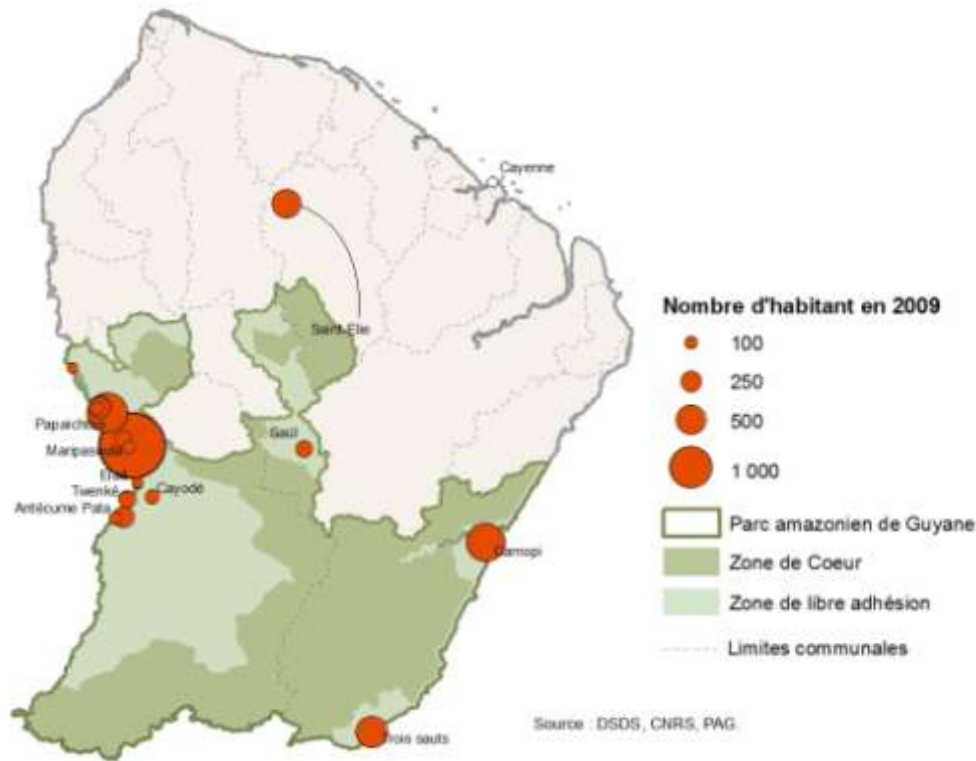 Cayenne
Saint-Elie
Saül
Maripasoula
Twenké
Cayodé
Antécume Pata
Camopi
Trois sauts
Nombre d'habitant en 2009
100
250
500
1 000
Parc amazonien de Guyane
Zone de Coeur
Zone de libre adhésion
Limites communales
Source : DSDS, CNRS, PAG.